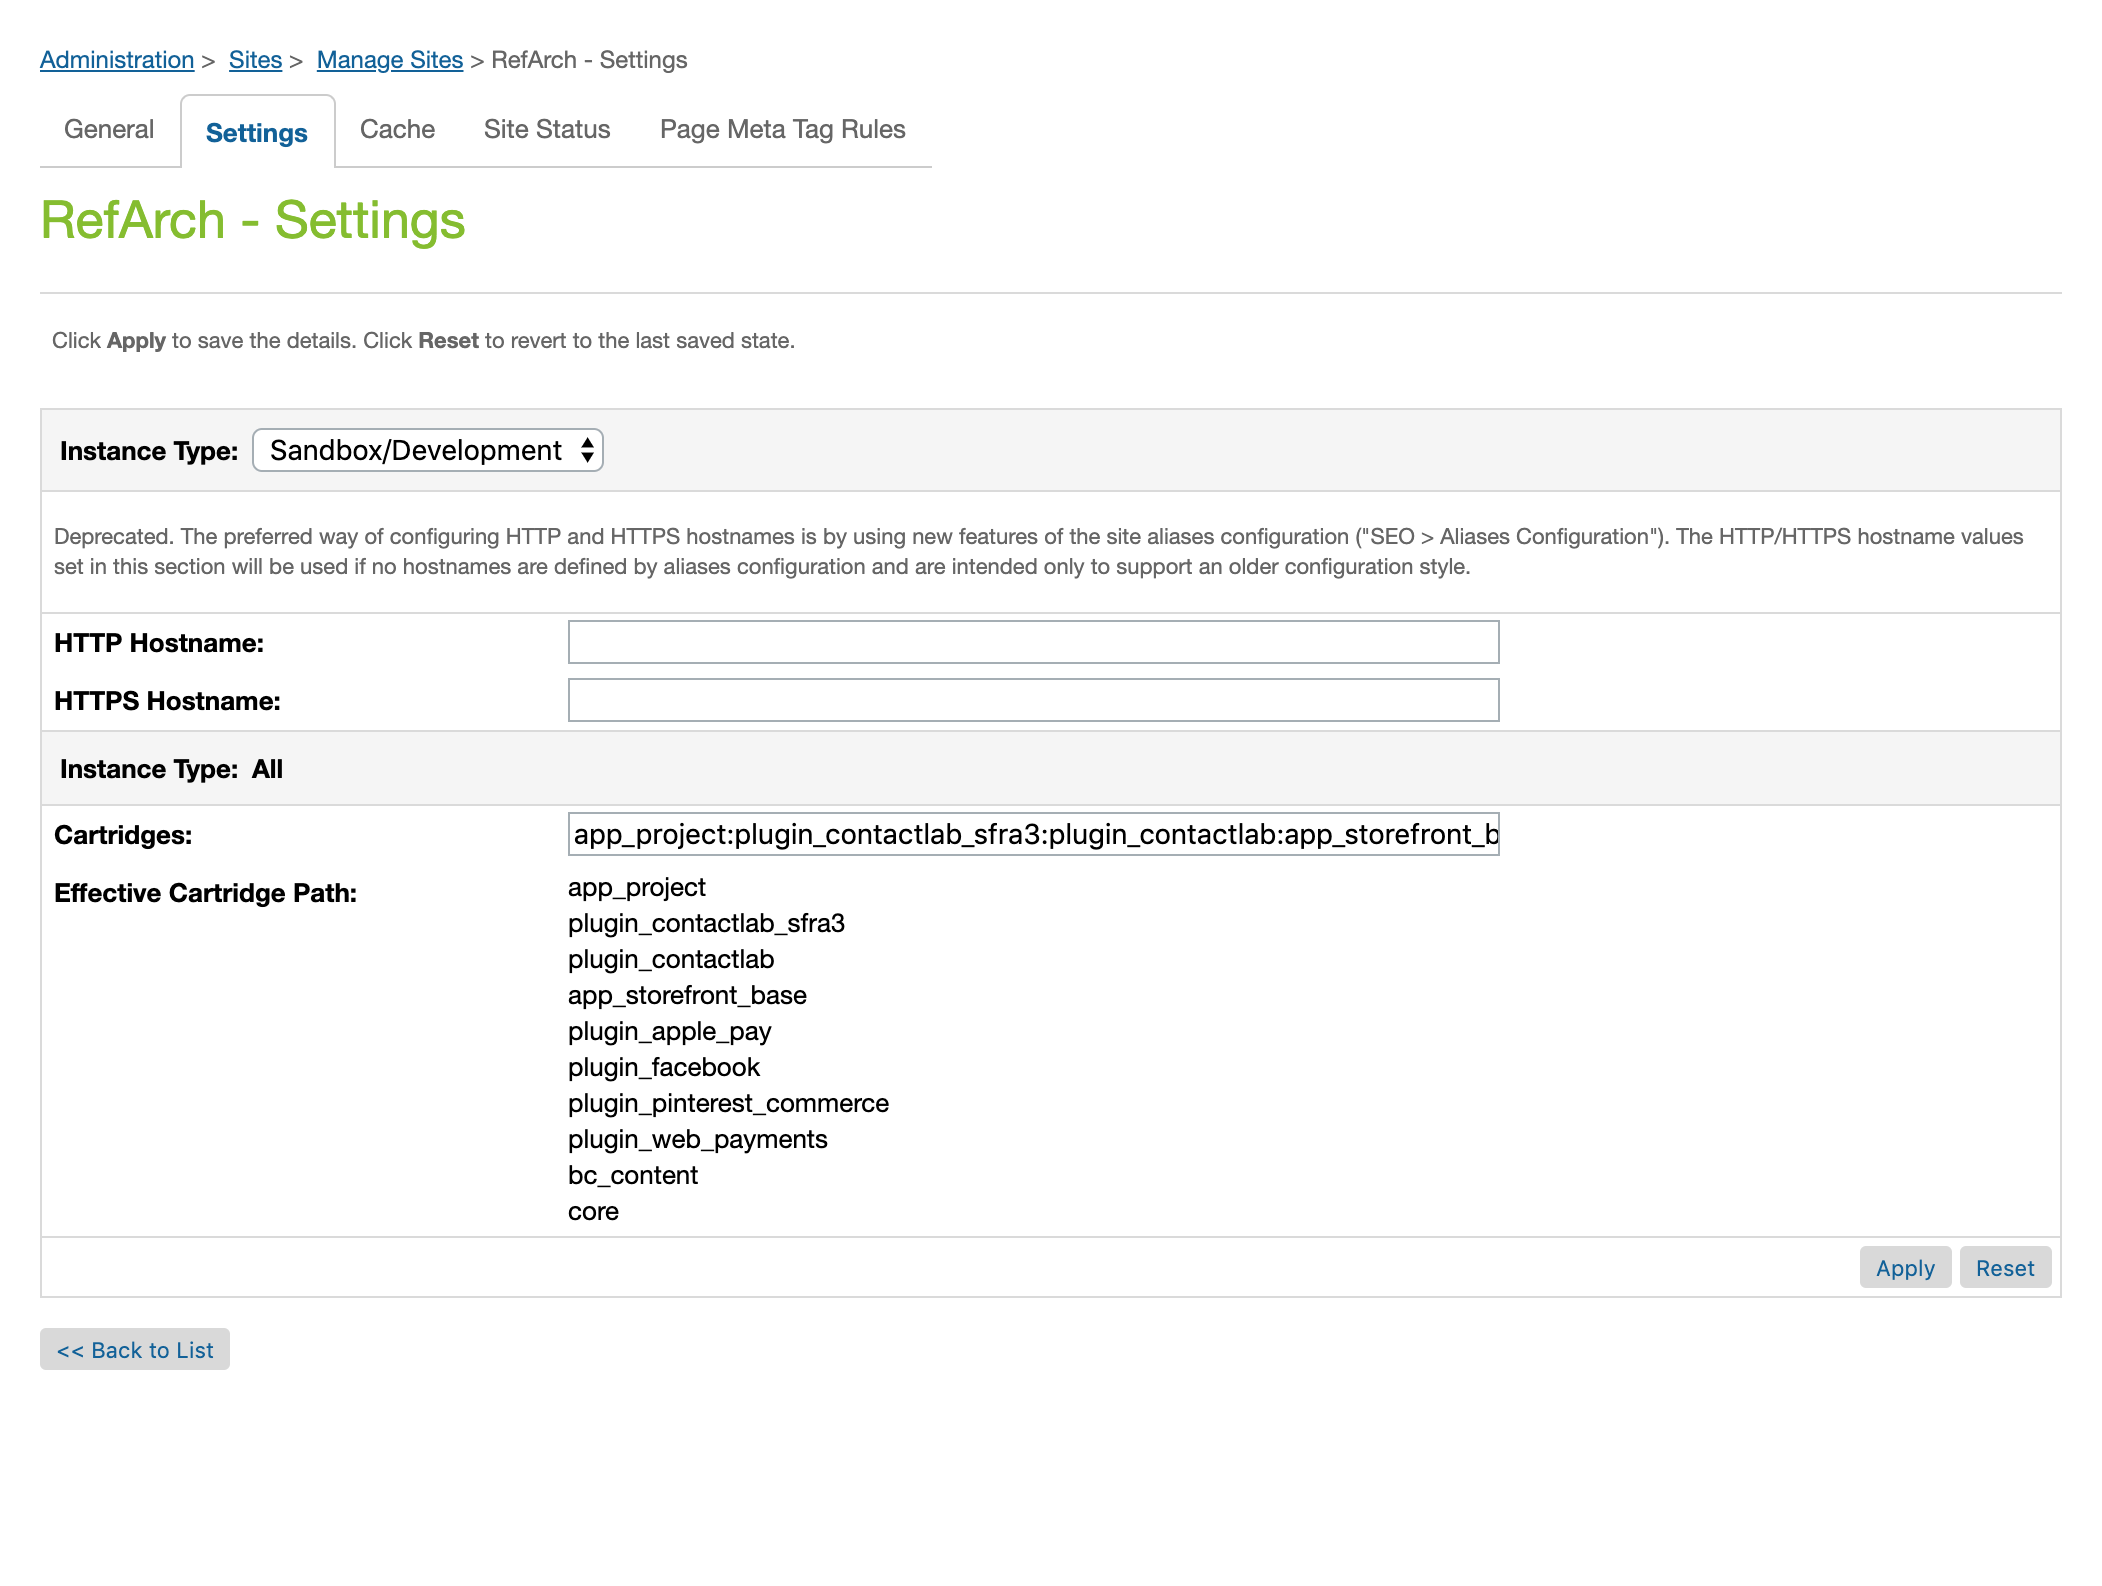 Administration > Sites > Manage Sites > RefArch - Settings
General Settings Cache Site Status Page Meta Tag Rules
RefArch - Settings
Click Apply to save the details. Click Reset to revert to the last saved state.
Instance Type: Sandbox/Development
Deprecated. The preferred way of configuring HTTP and HTTPS hostnames is by using new features of the site aliases configuration ("SEO > Aliases Configuration"). The HTTP/HTTPS hostname values
set in this section will be used if no hostnames are defined by aliases configuration and are intended only to support an older configuration style.
HTTP Hostname:
HTTPS Hostname:
Instance Type: All
Cartridges: app_project:plugin_contactlab_sfra3:plugin_contactlab:app_storefront_b
Effective Cartridge Path: app_project
plugin_contactlab_sfra3
plugin_contactlab
app_storefront_base
plugin_apple_pay
plugin_facebook
plugin_pinterest_commerce
plugin_web_payments
bc_content
core
Apply Reset
<< Back to List